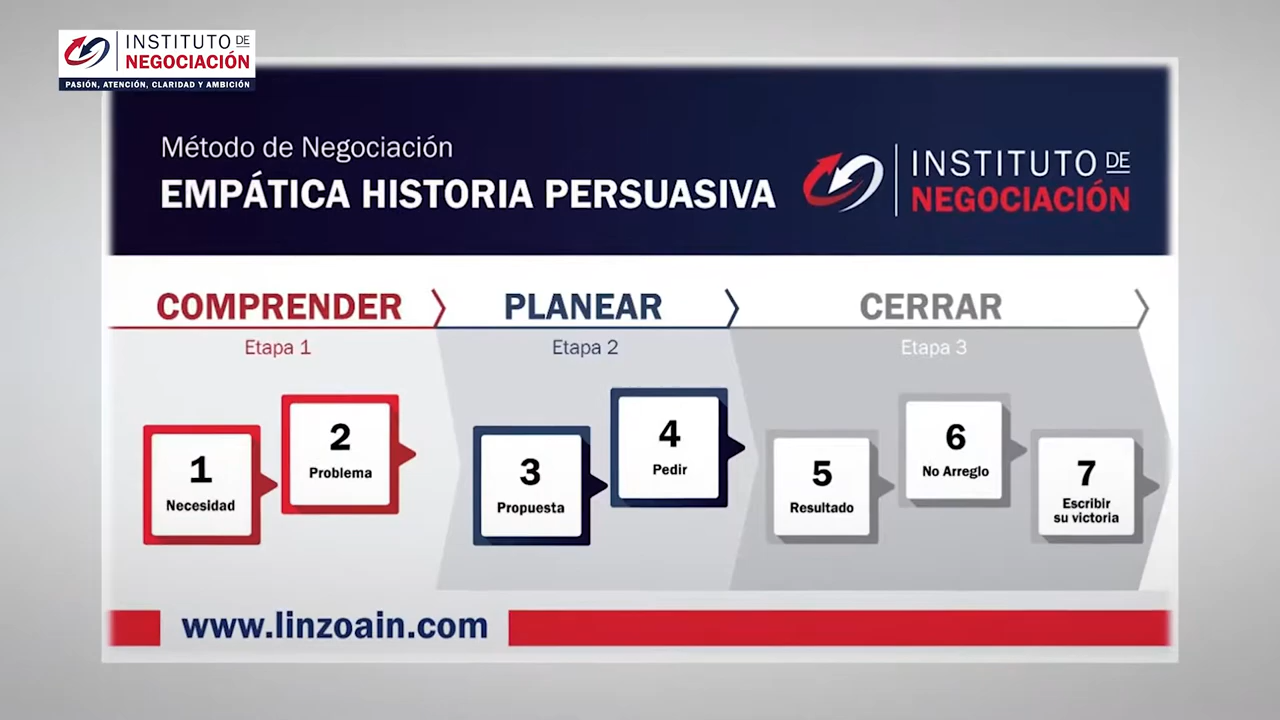 INSTITUTO DE
NEGOCIACIÓN
PASIÓN, ATENCIÓN, CLARIDAD Y AMBICIÓN
Método de Negociación
EMPÁTICA HISTORIA PERSUASIVA
INSTITUTO DE
NEGOCIACIÓN
COMPRENDER
PLANEAR
CERRAR
Etapa 1
Etapa 2
Etapa 3
1
Necesidad
2
Problema
3
Propuesta
4
Pedir
5
Resultado
6
No Arreglo
7
Escribir
su victoria
www.linzoain.com